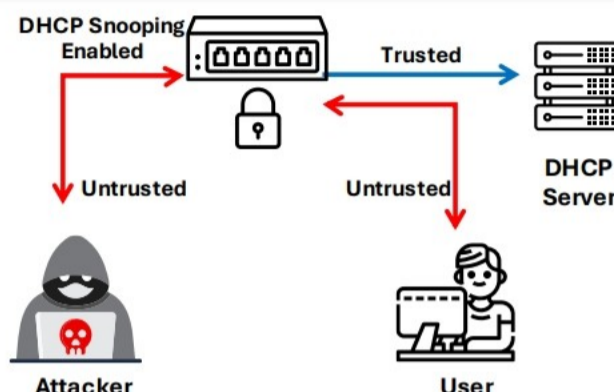 DHCP Snooping
Enabled
Trusted
Untrusted
Untrusted
DHCP
Server
Attacker
User